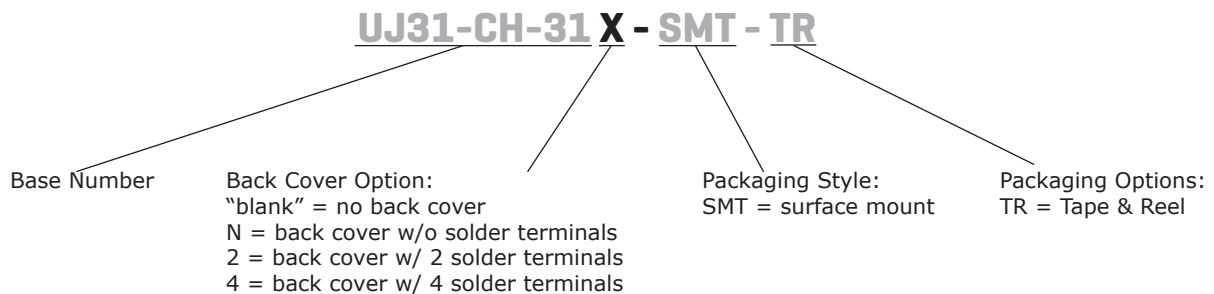 UJ31-CH-31 X - SMT - TR
Base Number
Back Cover Option:
“blank” = no back cover
N = back cover w/o solder terminals
2 = back cover w/ 2 solder terminals
4 = back cover w/ 4 solder terminals
Packaging Style:
SMT = surface mount
Packaging Options:
TR = Tape & Reel